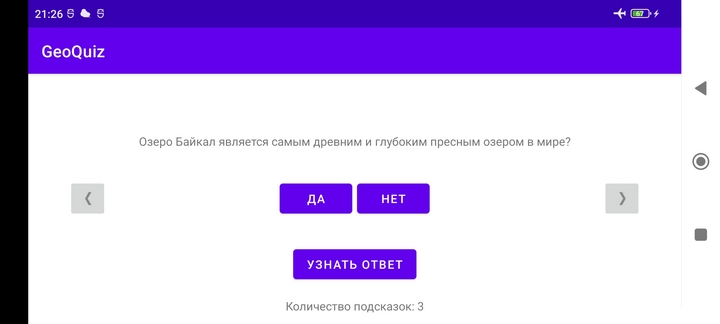 21:26
67
GeoQuiz
Озеро Байкал является самым древним и глубоким пресным озером в мире?
ДА НЕТ
УЗНАТЬ ОТВЕТ
Количество подсказок: 3